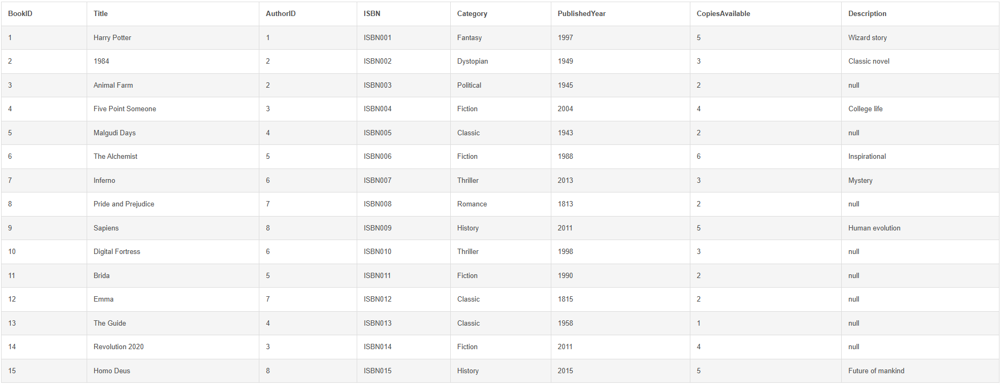 BookID Title AuthorID ISBN Category PublishedYear CopiesAvailable Description
1 Harry Potter 1 ISBN001 Fantasy 1997 5 Wizard story
2 1984 2 ISBN002 Dystopian 1949 3 Classic novel
3 Animal Farm 2 ISBN003 Political 1945 2 null
4 Five Point Someone 3 ISBN004 Fiction 2004 4 College life
5 Malgudi Days 4 ISBN005 Classic 1943 2 null
6 The Alchemist 5 ISBN006 Fiction 1988 6 Inspirational
7 Inferno 6 ISBN007 Thriller 2013 3 Mystery
8 Pride and Prejudice 7 ISBN008 Romance 1813 2 null
9 Sapiens 8 ISBN009 History 2011 5 Human evolution
10 Digital Fortress 6 ISBN010 Thriller 1998 3 null
11 Brida 5 ISBN011 Fiction 1990 2 null
12 Emma 7 ISBN012 Classic 1815 2 null
13 The Guide 4 ISBN013 Classic 1958 1 null
14 Revolution 2020 3 ISBN014 Fiction 2011 4 null
15 Homo Deus 8 ISBN015 History 2015 5 Future of mankind